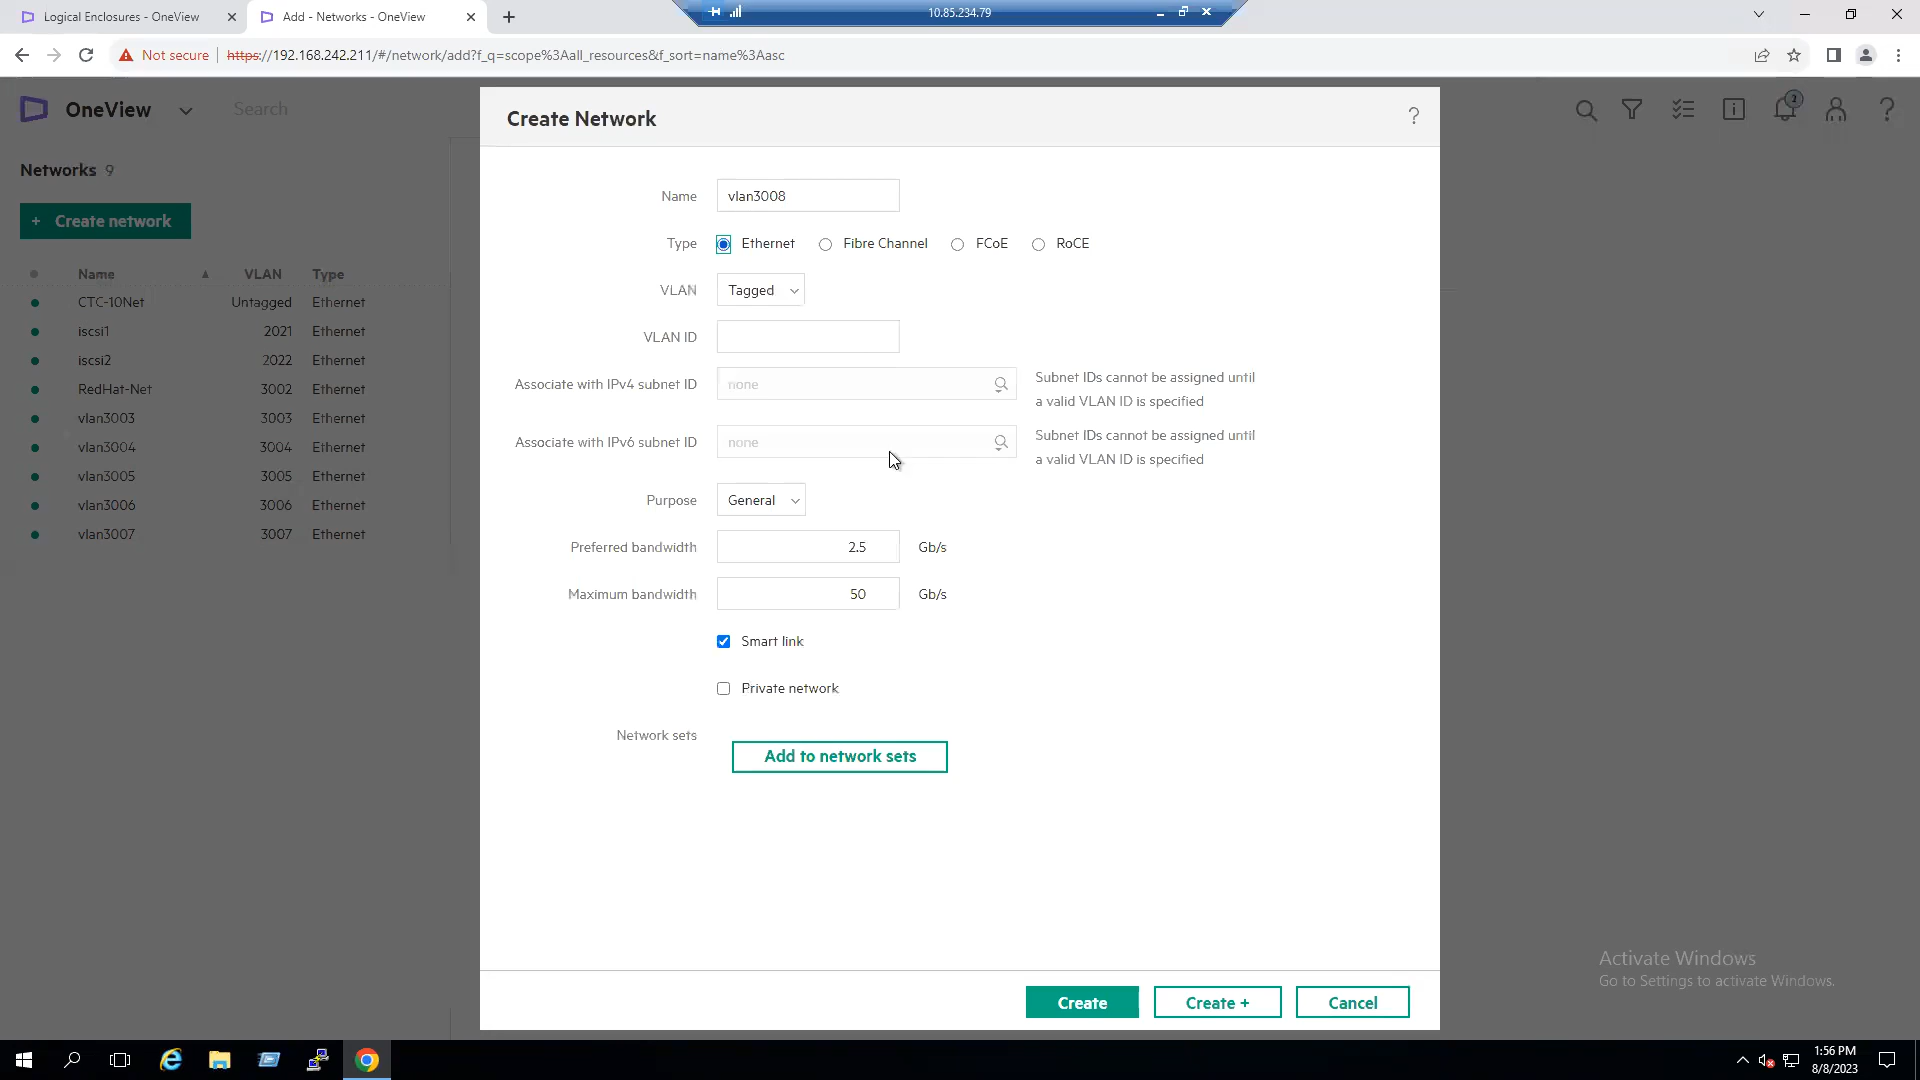 Logical Enclosures - OneView
Add - Networks - OneView
10.85.234.79
Not secure
https://192.168.242.211/#/network/add?f_q=scope%3Aall_resources&f_sort=name%3Aasc
OneView
Search
2
Networks 9
+ Create network
Name VLAN Type
CTC-10Net Untagged Ethernet
iscsi1 2021 Ethernet
iscsi2 2022 Ethernet
RedHat-Net 3002 Ethernet
vlan3003 3003 Ethernet
vlan3004 3004 Ethernet
vlan3005 3005 Ethernet
vlan3006 3006 Ethernet
vlan3007 3007 Ethernet
Create Network
?
Name vlan3008
Type Ethernet Fibre Channel FCoE RoCE
VLAN Tagged
VLAN ID
Associate with IPv4 subnet ID none
Subnet IDs cannot be assigned until
a valid VLAN ID is specified
Associate with IPv6 subnet ID none
Subnet IDs cannot be assigned until
a valid VLAN ID is specified
Purpose General
Preferred bandwidth 2.5 Gb/s
Maximum bandwidth 50 Gb/s
Smart link
Private network
Network sets
Add to network sets
Create
Create +
Cancel
Activate Windows
Go to Settings to activate Windows.
1:56 PM
8/8/2023